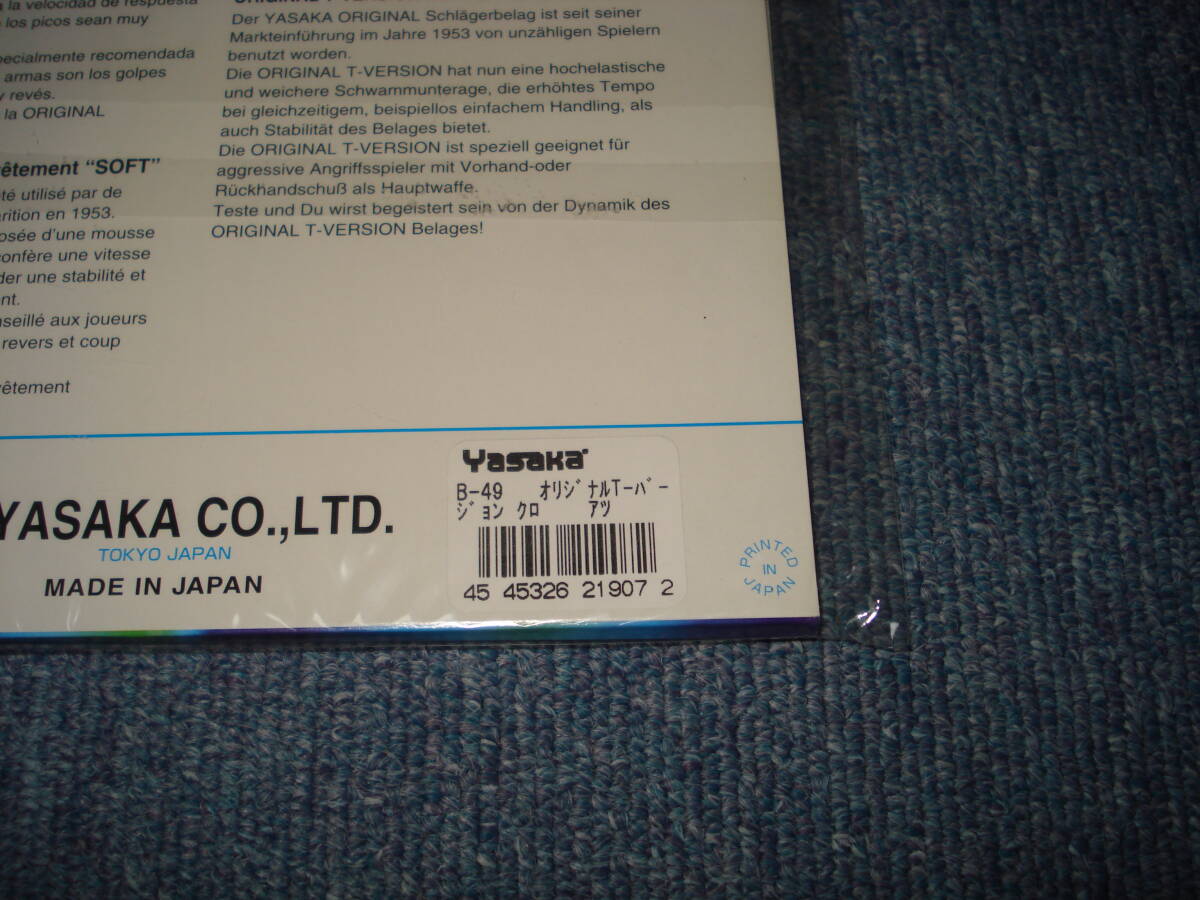 la velocidad de respuesta
los picos sean muy
pecialmente recomendada
armas son los golpes
y revés.
la ORIGINAL
vêtement “SOFT”
été utilisé par de
arition en 1953.
posée d'une mousse
confère une vitesse
der une stabilité et
nt.
nseillé aux joueurs
revers et coup
vêtement
Der YASAKA ORIGINAL Schlägerbelag ist seit seiner
Markteinführung im Jahre 1953 von unzähligen Spielern
benutzt worden.
Die ORIGINAL T-VERSION hat nun eine hochelastische
und weichere Schwammunterage, die erhöhtes Tempo
bei gleichzeitigem, beispiellos einfachem Handling, als
auch Stabilität des Belages bietet.
Die ORIGINAL T-VERSION ist speziell geeignet für
aggressive Angriffsspieler mit Vorhand-oder
Rückhandschuß als Hauptwaffe.
Teste und Du wirst begeistert sein von der Dynamik des
ORIGINAL T-VERSION Belages!
YASAKA CO.,LTD.
TOKYO JAPAN
MADE IN JAPAN
Yasaka
B-49 オリジナルTーバー
ジョン クロ アツ
45 45326 21907 2
PRINTED
IN
JAPAN